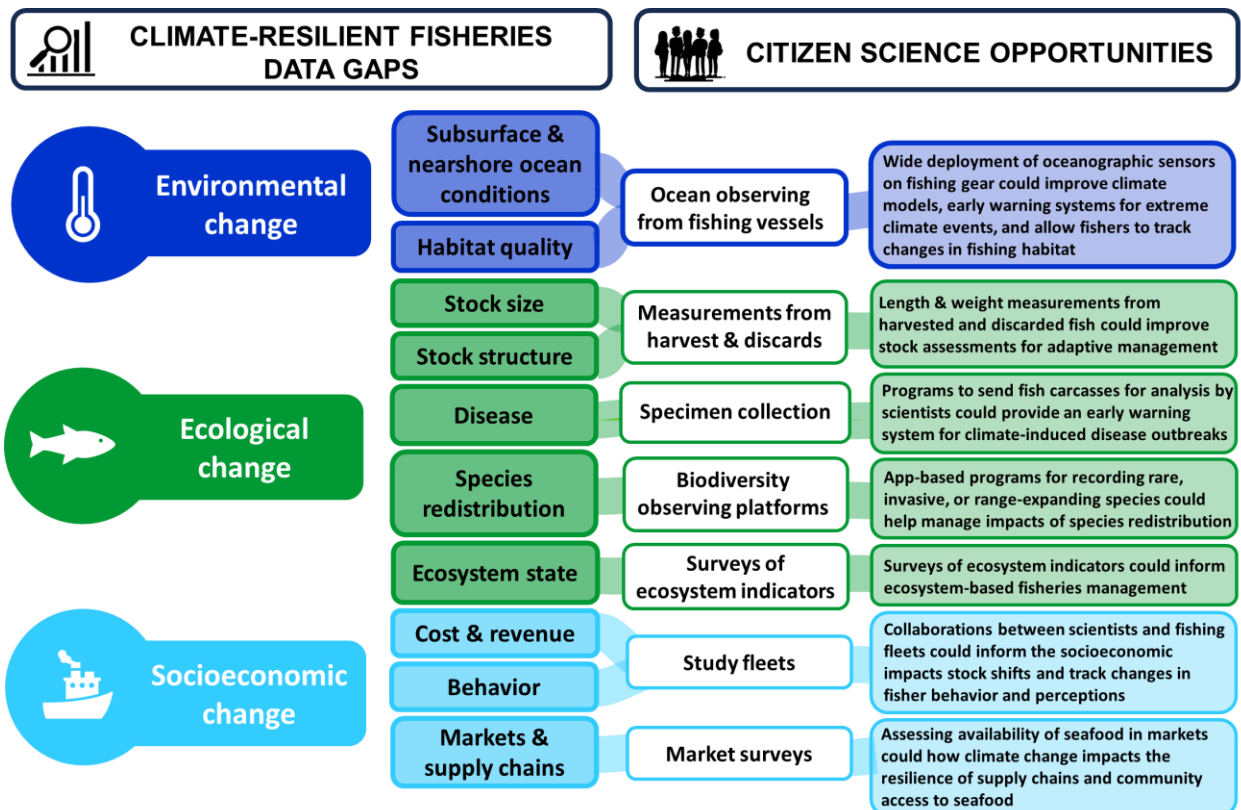 CLIMATE-RESILIENT FISHERIES
DATA GAPS
CITIZEN SCIENCE OPPORTUNITIES
Environmental
change
Subsurface &
nearshore ocean
conditions
Habitat quality
Ocean observing
from fishing vessels
Wide deployment of oceanographic sensors
on fishing gear could improve climate
models, early warning systems for extreme
climate events, and allow fishers to track
changes in fishing habitat
Ecological
change
Stock size
Stock structure
Measurements from
harvest & discards
Length & weight measurements from
harvested and discarded fish could improve
stock assessments for adaptive management
Disease
Specimen collection
Programs to send fish carcasses for analysis by
scientists could provide an early warning
system for climate-induced disease outbreaks
Species
redistribution
Biodiversity
observing platforms
App-based programs for recording rare,
invasive, or range-expanding species could
help manage impacts of species redistribution
Ecosystem state
Surveys of
ecosystem indicators
Surveys of ecosystem indicators could inform
ecosystem-based fisheries management
Socioeconomic
change
Cost & revenue
Behavior
Study fleets
Collaborations between scientists and fishing
fleets could inform the socioeconomic
impacts stock shifts and track changes in
fisher behavior and perceptions
Markets &
supply chains
Market surveys
Assessing availability of seafood in markets
could how climate change impacts the
resilience of supply chains and community
access to seafood